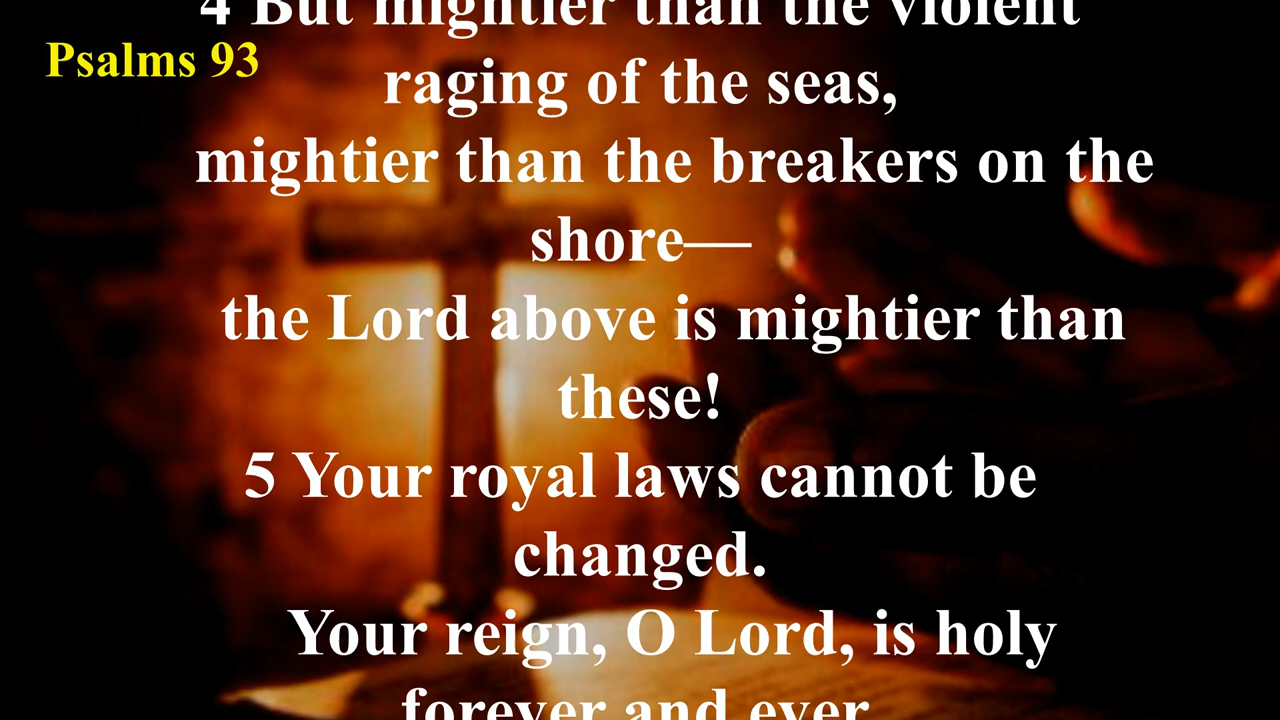 4 But mightier than the violent
Psalms 93
raging of the seas,
mightier than the breakers on the
shore—
the Lord above is mightier than
these!
5 Your royal laws cannot be
changed.
Your reign, O Lord, is holy
forever and ever